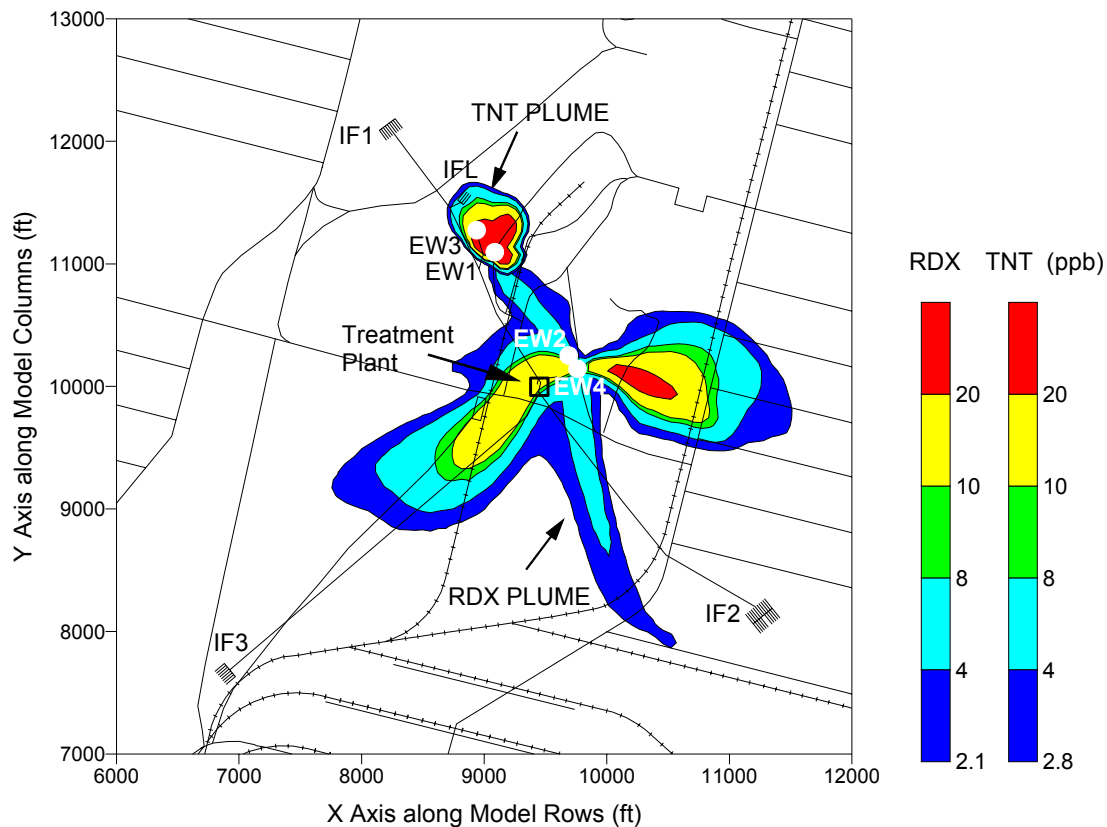 13000
12000
11000
10000
9000
8000
7000
Y Axis along Model Columns (ft)
6000
7000
8000
9000
10000
11000
12000
X Axis along Model Rows (ft)
TNT PLUME
IF1
IFL
EW3
EW1
Treatment
Plant
EW2
EW4
RDX PLUME
IF2
IF3
RDX TNT (ppb)
20 20
10 10
8 8
4 4
2.1 2.8